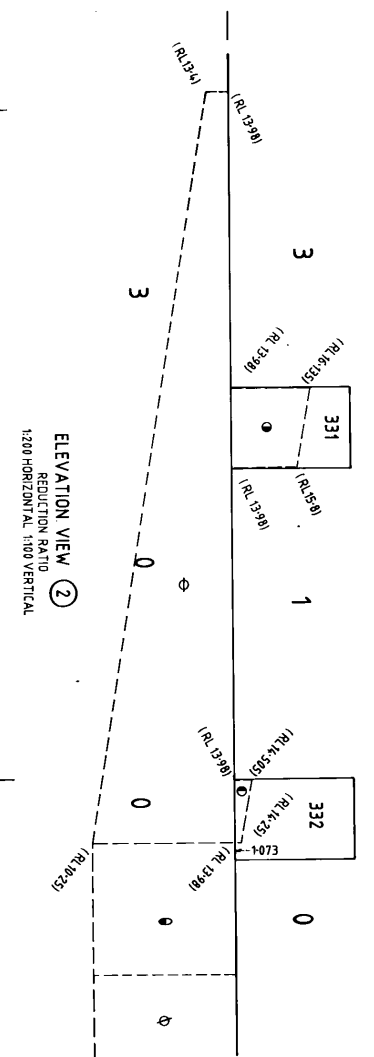 (RL 13·4)
(RL 13·98)
3
3
(RL 13·98)
(RL 16·135)
331
(RL 15·8)
(RL 13·98)
1
0
(RL 13·98)
(RL 14·505)
332
(RL 14·25)
1·073
(RL 13·98)
0
(RL 10·25)
0
ELEVATION VIEW 2
REDUCTION RATIO
1:200 HORIZONTAL 1:100 VERTICAL